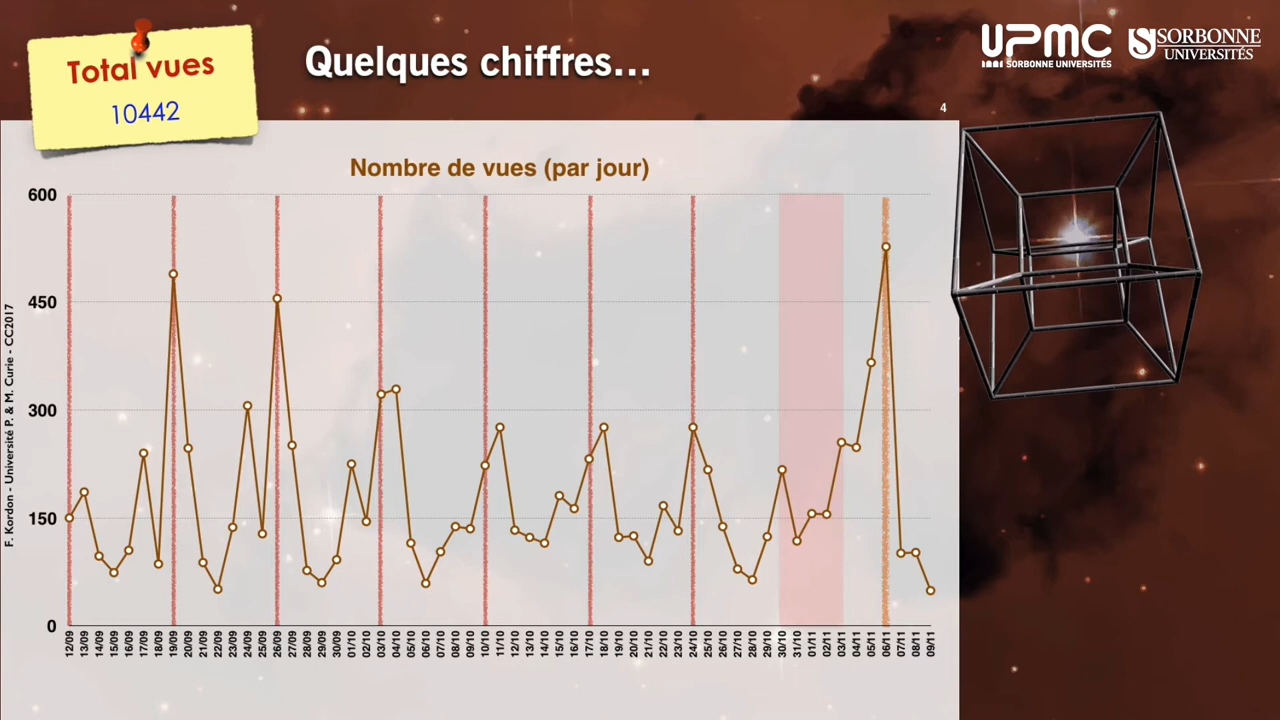 Total vues
10442
Quelques chiffres...
UPMC
SORBONNE UNIVERSITÉS
SORBONNE
UNIVERSITÉS
4
Nombre de vues (par jour)
600
450
300
150
0
12/09 13/09 14/09 15/09 16/09 17/09 18/09 19/09 20/09 21/09 22/09 23/09 24/09 25/09 26/09 27/09 28/09 29/09 30/09 01/10 02/10 03/10 04/10 05/10 06/10 07/10 08/10 09/10 10/10 11/10 12/10 13/10 14/10 15/10 16/10 17/10 18/10 19/10 20/10 21/10 22/10 23/10 24/10 25/10 26/10 27/10 28/10 29/10 30/10 31/10 01/11 02/11 03/11 04/11 05/11 06/11 07/11 08/11 09/11
F. Kordon - Université P. & M. Curie - CC2017